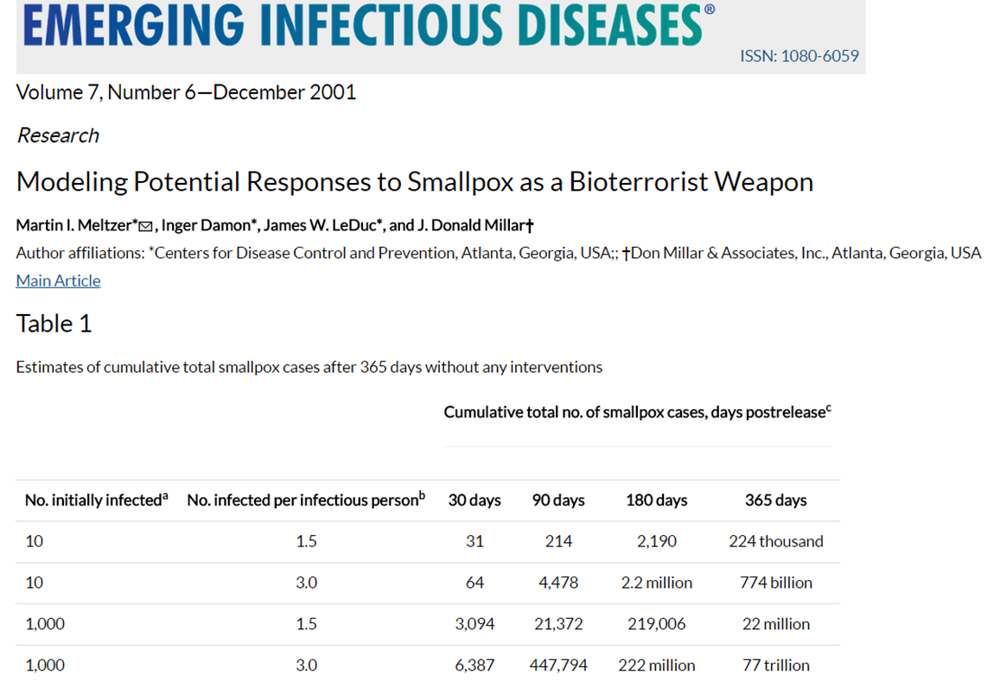 EMERGING INFECTIOUS DISEASES®
ISSN: 1080-6059
Volume 7, Number 6—December 2001
Research
Modeling Potential Responses to Smallpox as a Bioterrorist Weapon
Martin I. Meltzer*✉, Inger Damon*, James W. LeDuc*, and J. Donald Millar†
Author affiliations: *Centers for Disease Control and Prevention, Atlanta, Georgia, USA;; †Don Millar & Associates, Inc., Atlanta, Georgia, USA
Main Article
Table 1
Estimates of cumulative total smallpox cases after 365 days without any interventions
Cumulative total no. of smallpox cases, days postreleaseᶜ
No. initially infectedᵃ No. infected per infectious personᵇ 30 days 90 days 180 days 365 days
10 1.5 31 214 2,190 224 thousand
10 3.0 64 4,478 2.2 million 774 billion
1,000 1.5 3,094 21,372 219,006 22 million
1,000 3.0 6,387 447,794 222 million 77 trillion